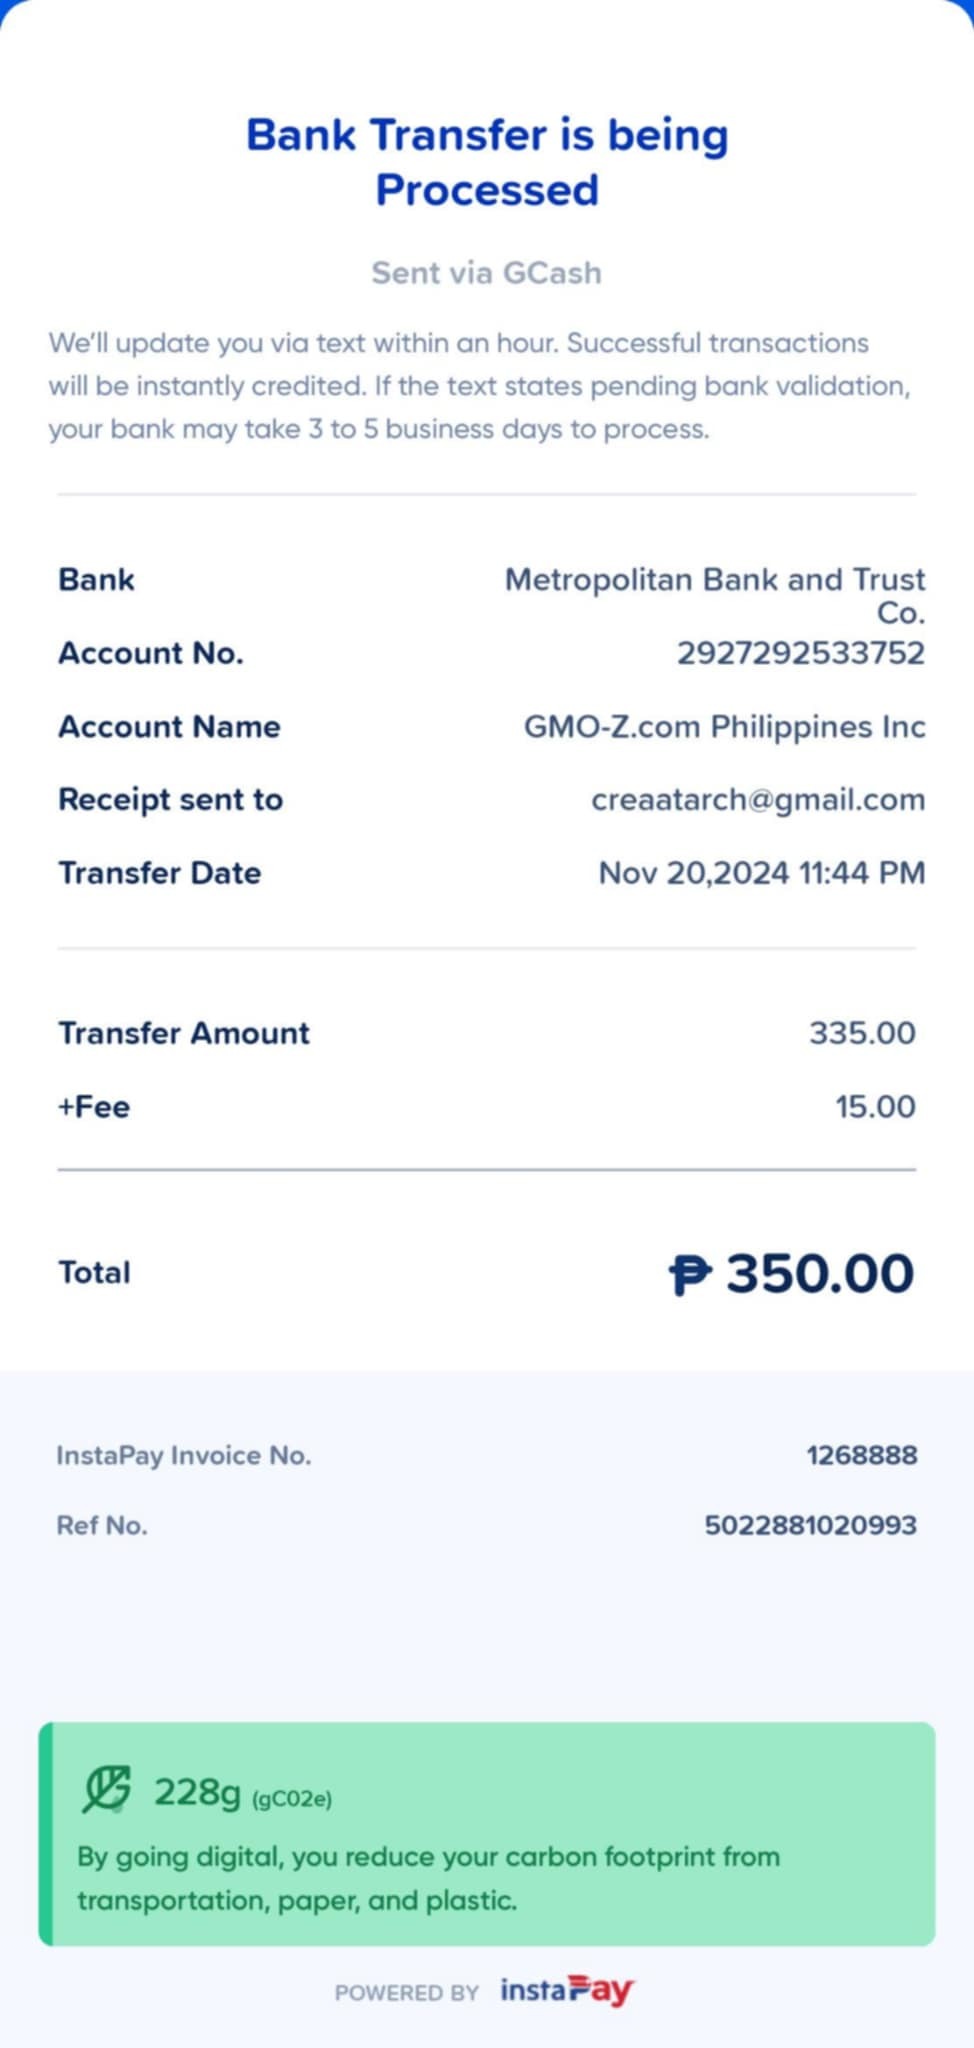 Bank Transfer is being
Processed
Sent via GCash
We'll update you via text within an hour. Successful transactions
will be instantly credited. If the text states pending bank validation,
your bank may take 3 to 5 business days to process.
Bank Metropolitan Bank and Trust
Co.
Account No. 2927292533752
Account Name GMO-Z.com Philippines Inc
Receipt sent to creaatarch@gmail.com
Transfer Date Nov 20,2024 11:44 PM
Transfer Amount 335.00
+Fee 15.00
Total ₱ 350.00
InstaPay Invoice No. 1268888
Ref No. 5022881020993
228g (gC02e)
By going digital, you reduce your carbon footprint from
transportation, paper, and plastic.
POWERED BY instaPay